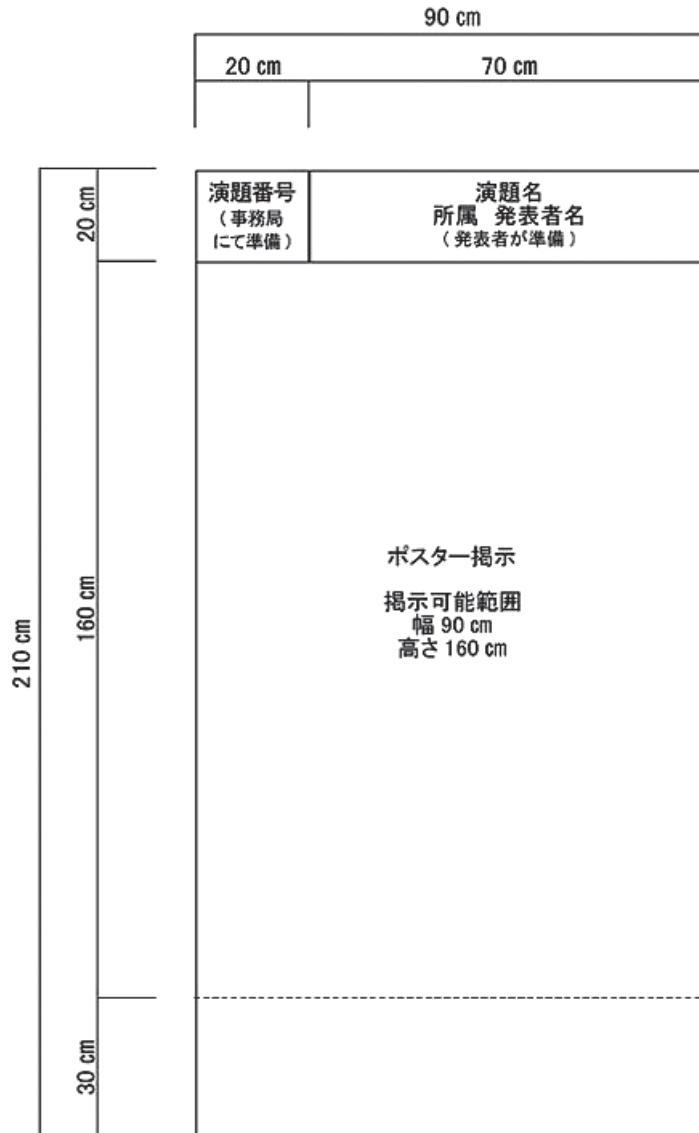 90 cm
20 cm
70 cm
20 cm
演題番号
（事務局
にて準備）
演題名
所属 発表者名
（発表者が準備）
210 cm
160 cm
ポスター掲示
掲示可能範囲
幅 90 cm
高さ 160 cm
30 cm